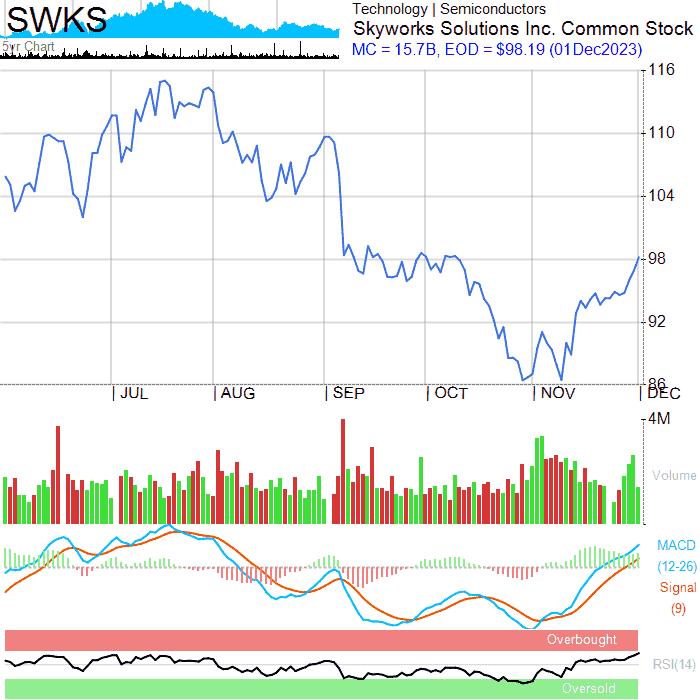 SWKS
5yr Chart
Technology | Semiconductors
Skyworks Solutions Inc. Common Stock
MC = 15.7B, EOD = $98.19 (01Dec2023)
116
110
104
98
92
86
JUL
AUG
SEP
OCT
NOV
DEC
4M
Volume
MACD
(12-26)
Signal
(9)
Overbought
RSI(14)
Oversold